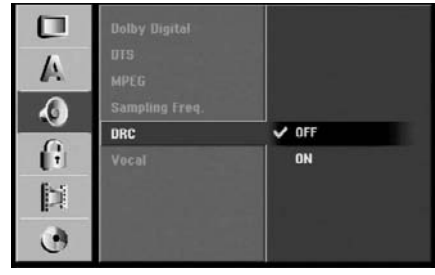 A
Dolby Digital
DTS
MPEG
Sampling Freq.
DRC
Vocal
OFF
ON